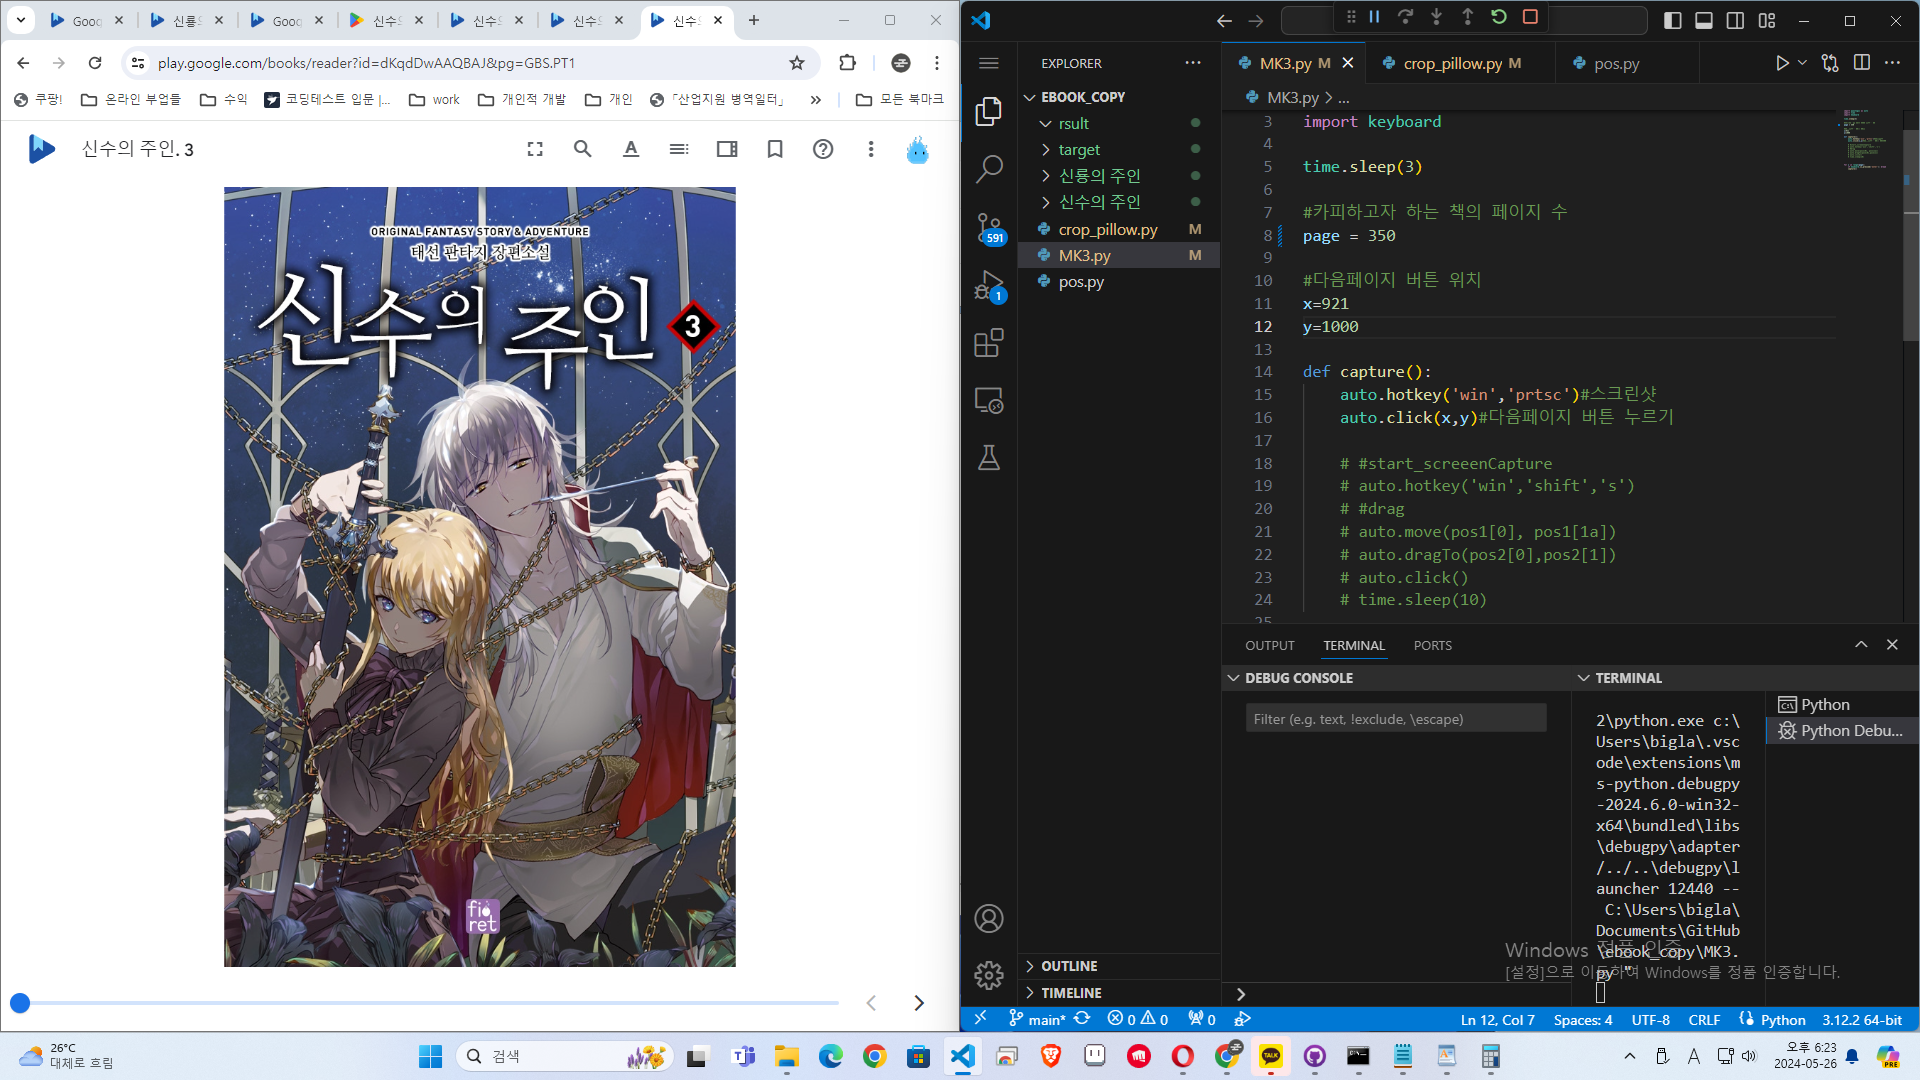 Goog
신룡
Goog
신수
신수
신수
신수
play.google.com/books/reader?id=dKqdDwAAQBAJ&pg=GBS.PT1
쿠팡!
온라인 부업들
수익
코딩테스트 입문 |...
work
개인적 개발
개인
「산업지원 병역일터」
모든 북마크
신수의 주인. 3
ORIGINAL FANTASY STORY & ADVENTURE
태선 판타지 장편소설
신수의 주인
3
fio
ret
EXPLORER
EBOOK_COPY
rsult
target
신룡의 주인
신수의 주인
crop_pillow.py M
MK3.py M
pos.py
591
1
OUTLINE
TIMELINE
MK3.py M
crop_pillow.py M
pos.py
MK3.py > ...
3 import keyboard
4
5 time.sleep(3)
6
7 #카피하고자 하는 책의 페이지 수
8 page = 350
9
10 #다음페이지 버튼 위치
11 x=921
12 y=1000
13
14 def capture():
15 auto.hotkey('win','prtsc')#스크린샷
16 auto.click(x,y)#다음페이지 버튼 누르기
17
18 # #start_screeenCapture
19 # auto.hotkey('win','shift','s')
20 # #drag
21 # auto.move(pos1[0], pos1[1a])
22 # auto.dragTo(pos2[0],pos2[1])
23 # auto.click()
24 # time.sleep(10)
25
OUTPUT
TERMINAL
PORTS
DEBUG CONSOLE
Filter (e.g. text, !exclude, \escape)
TERMINAL
2\python.exe c:\
Users\bigla\.vsc
ode\extensions\m
s-python.debugpy
-2024.6.0-win32-
x64\bundled\libs
\debugpy\adapter
/../..\debugpy\l
auncher 12440 --
C:\Users\bigla\
Documents\GitHub
\ebook_copy\MK3.
py "
Python
Python Debu...
Windows 정품 인증
[설정]으로 이동하여 Windows를 정품 인증합니다.
main*
0
0
0
Ln 12, Col 7
Spaces: 4
UTF-8
CRLF
Python
3.12.2 64-bit
26°C
대체로 흐림
검색
TALK
A
오후 6:23
2024-05-26
PRE